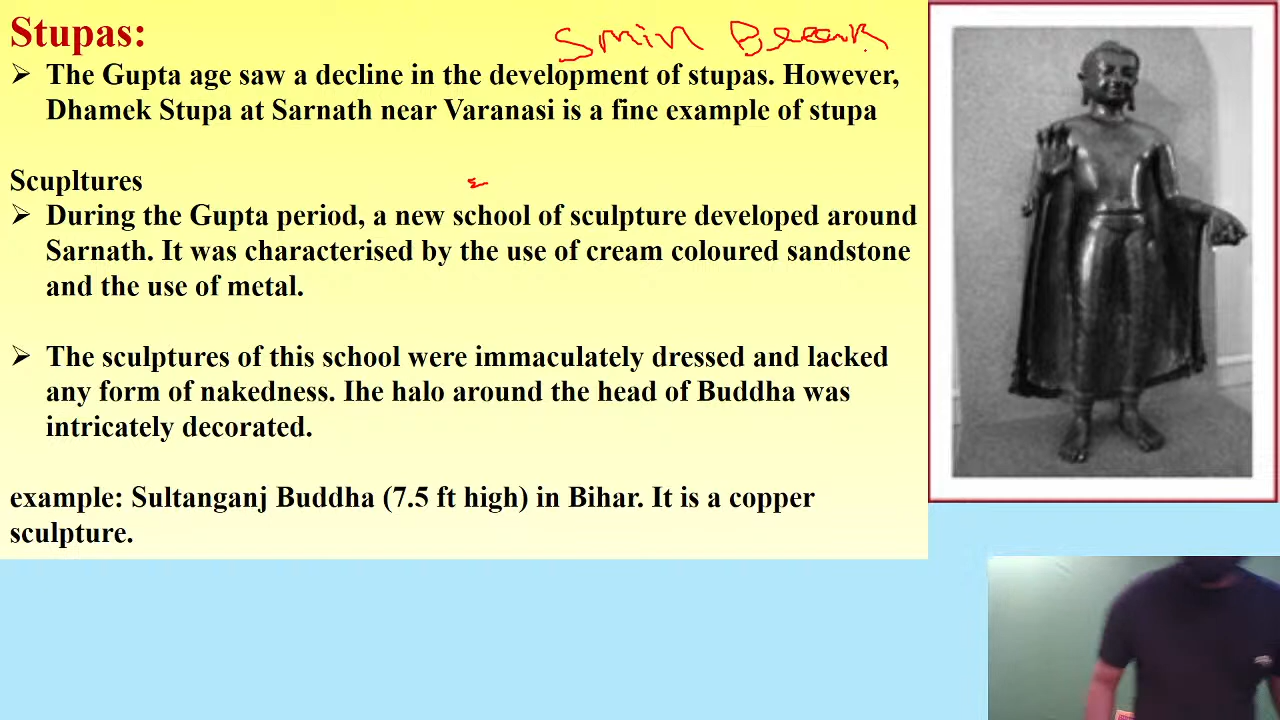 Stupas:
5 min Break
➢ The Gupta age saw a decline in the development of stupas. However,
Dhamek Stupa at Sarnath near Varanasi is a fine example of stupa
Scupltures
➢ During the Gupta period, a new school of sculpture developed around
Sarnath. It was characterised by the use of cream coloured sandstone
and the use of metal.
➢ The sculptures of this school were immaculately dressed and lacked
any form of nakedness. Ihe halo around the head of Buddha was
intricately decorated.
example: Sultanganj Buddha (7.5 ft high) in Bihar. It is a copper
sculpture.